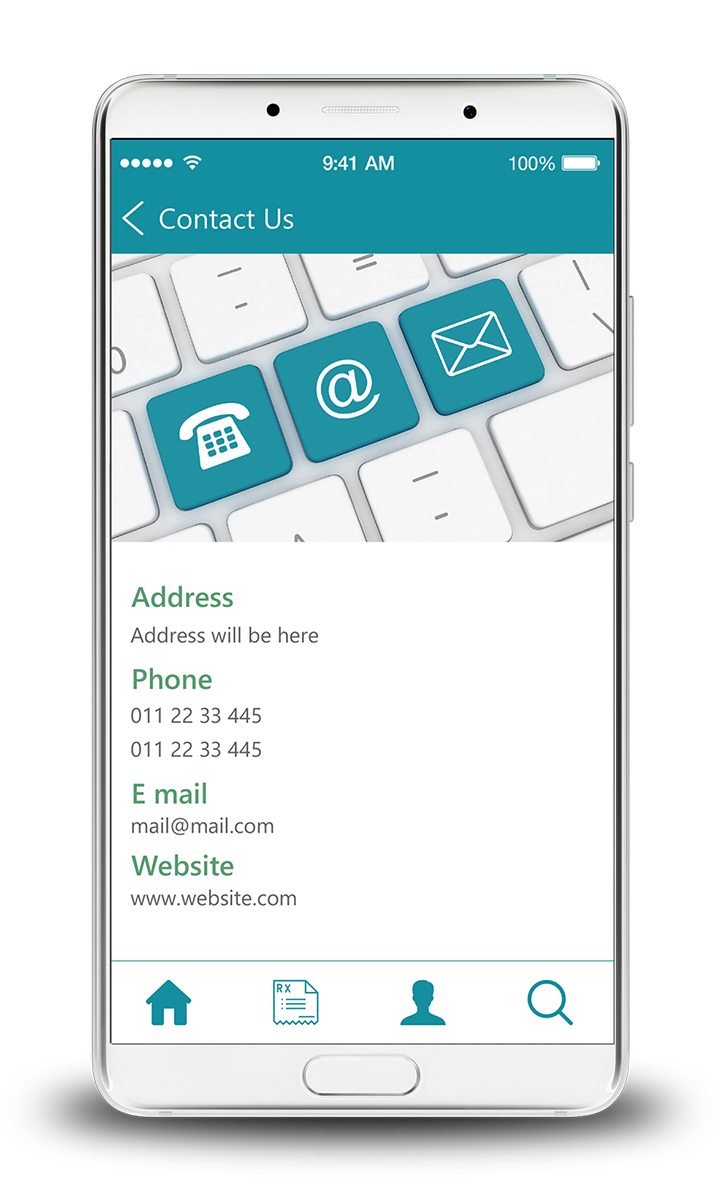 9:41 AM
100%
Contact Us
@
Address
Address will be here
Phone
011 22 33 445
011 22 33 445
E mail
mail@mail.com
Website
www.website.com
RX